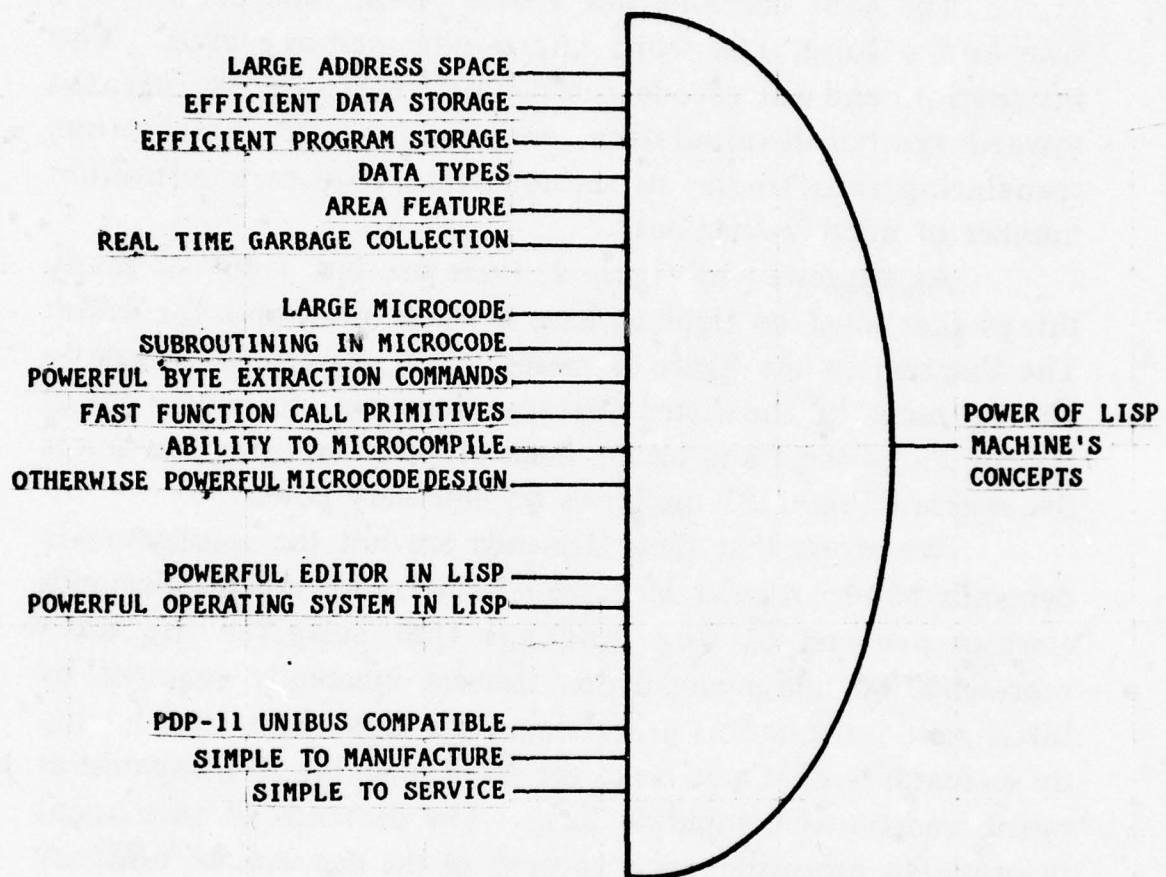 LARGE ADDRESS SPACE
EFFICIENT DATA STORAGE
EFFICIENT PROGRAM STORAGE
DATA TYPES
AREA FEATURE
REAL TIME GARBAGE COLLECTION
LARGE MICROCODE
SUBROUTINING IN MICROCODE
POWERFUL BYTE EXTRACTION COMMANDS
FAST FUNCTION CALL PRIMITIVES
ABILITY TO MICROCOMPILE
OTHERWISE POWERFUL MICROCODE DESIGN
POWERFUL EDITOR IN LISP
POWERFUL OPERATING SYSTEM IN LISP
PDP-11 UNIBUS COMPATIBLE
SIMPLE TO MANUFACTURE
SIMPLE TO SERVICE
POWER OF LISP
MACHINE'S
CONCEPTS